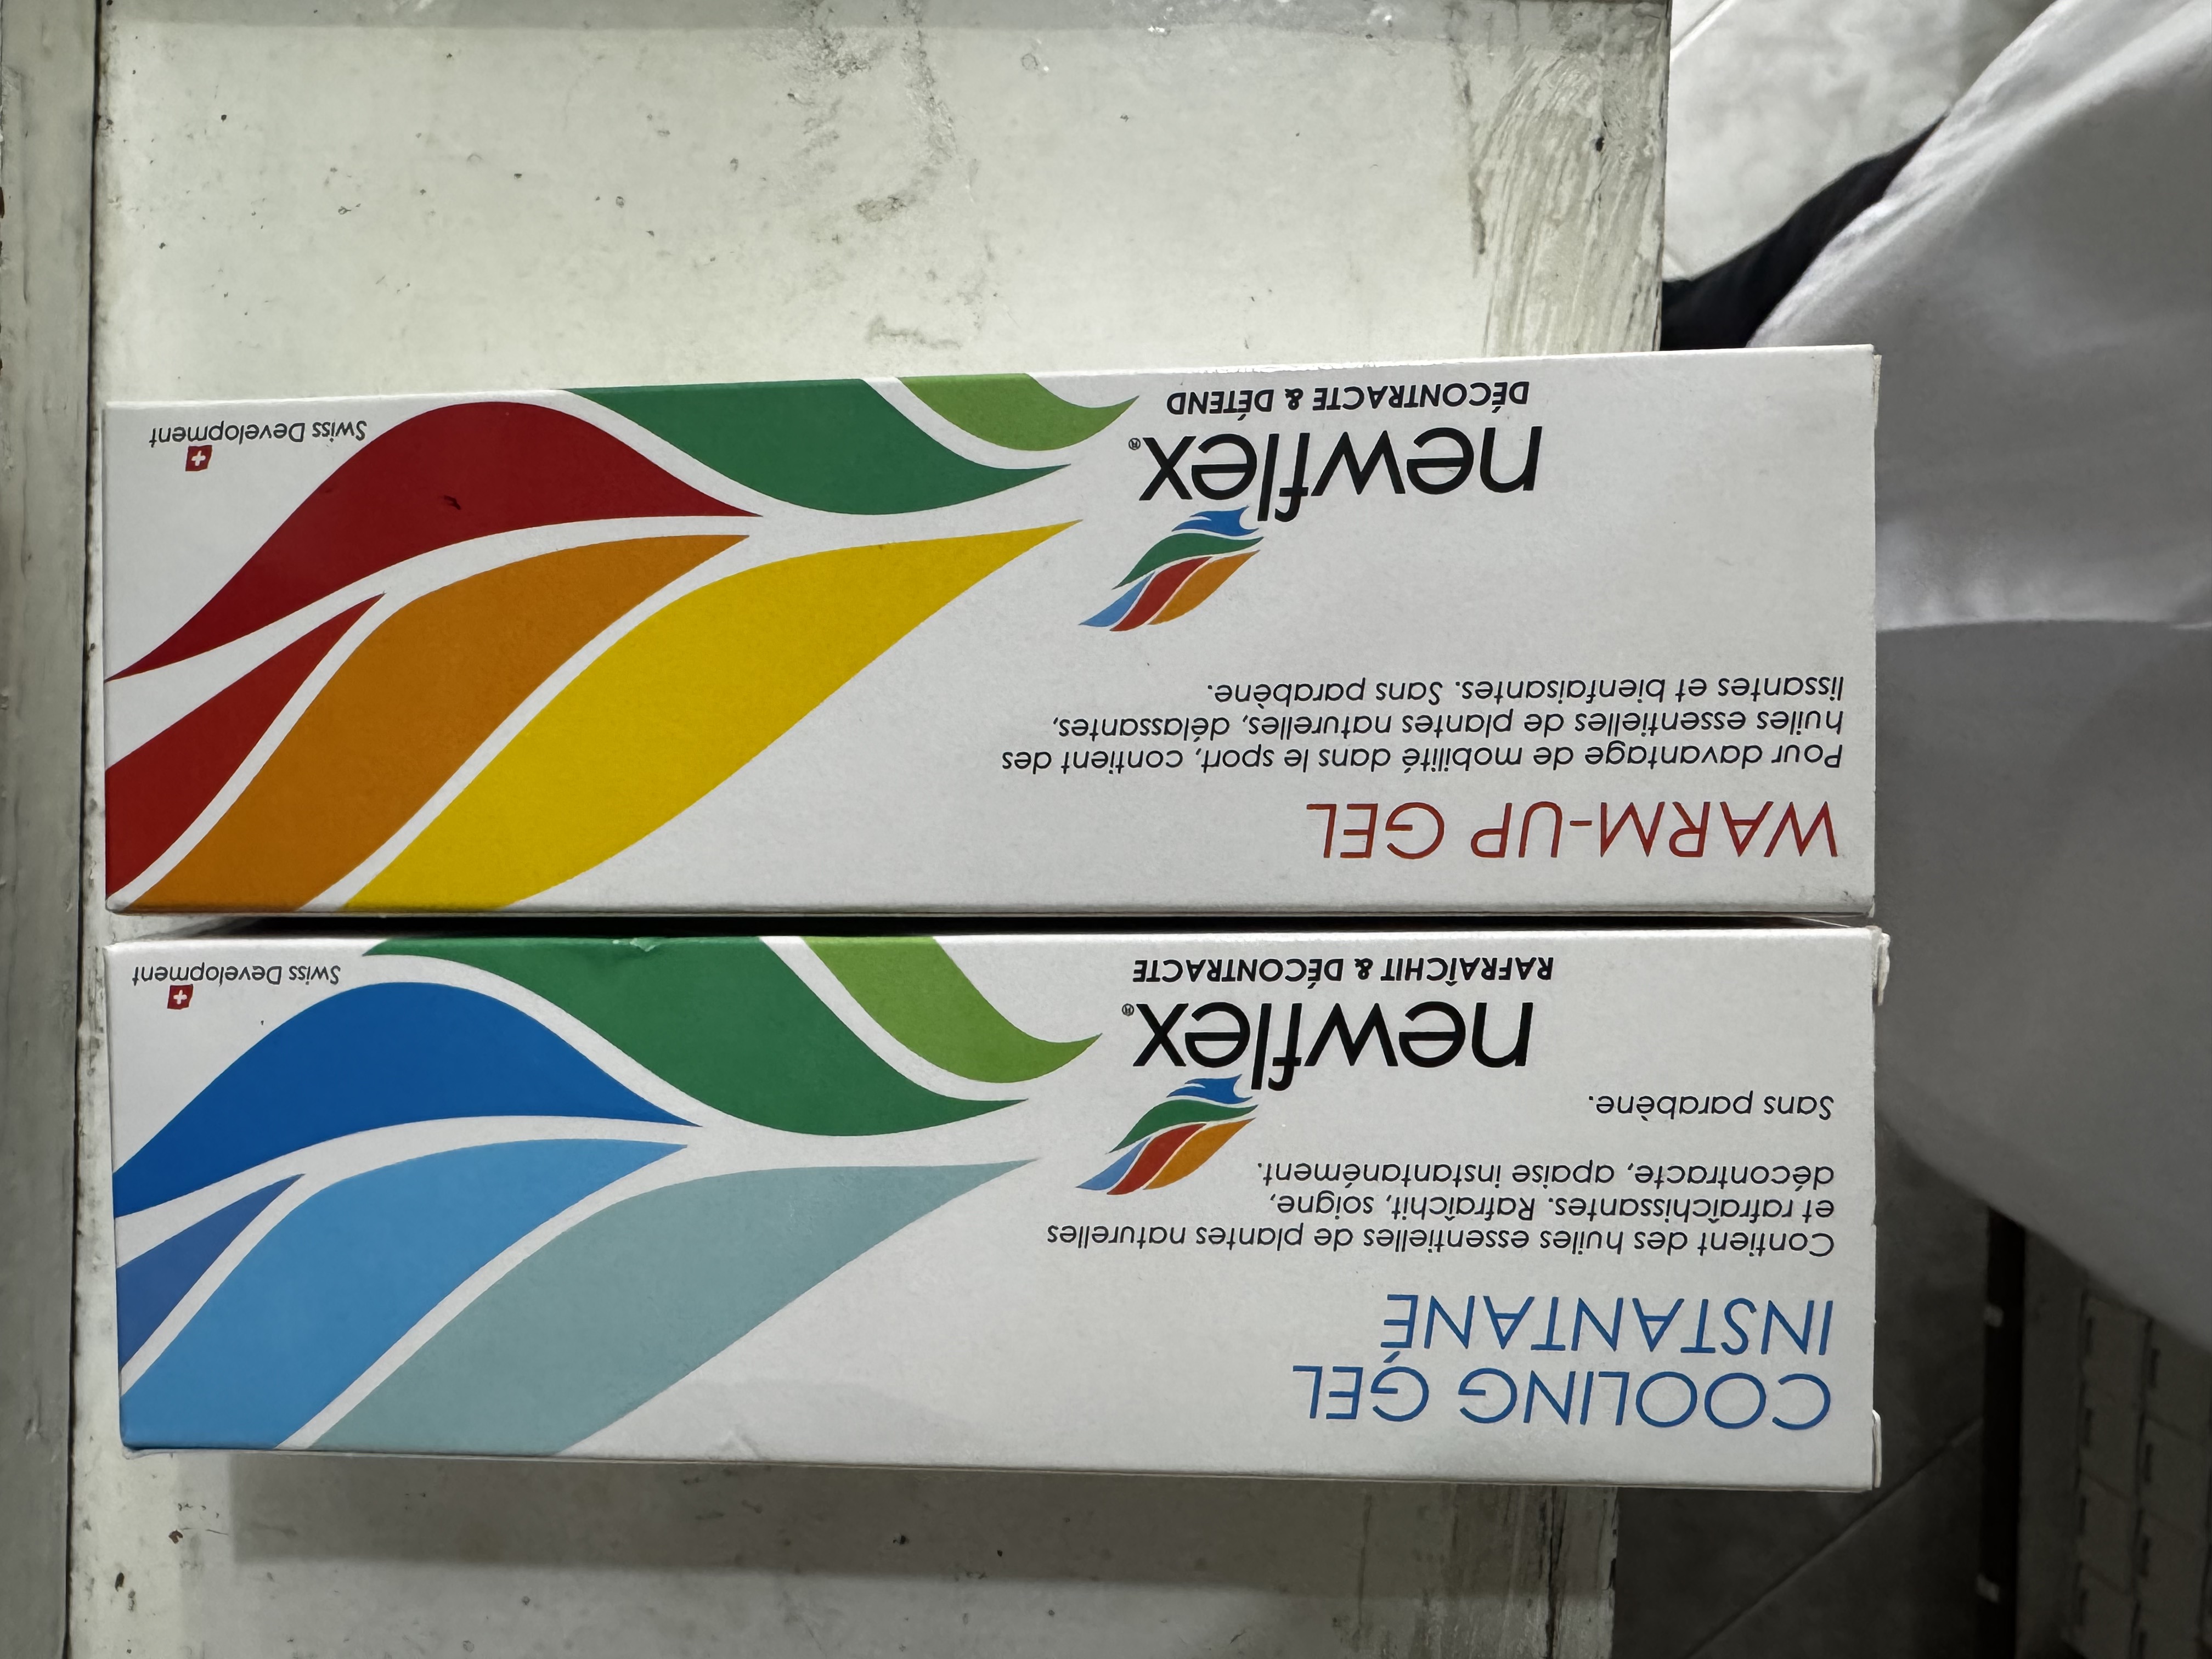 COOLING GEL
INSTANTANÉ
Contient des huiles essentielles de plantes naturelles
et rafraîchissantes. Rafraîchit, soigne,
décontracte, apaise instantanément.
Sans parabène.
newflex®
RAFRAÎCHIT & DÉCONTRACTE
Swiss Development
WARM-UP GEL
Pour davantage de mobilité dans le sport, contient des
huiles essentielles de plantes naturelles, délassantes,
lissantes et bienfaisantes. Sans parabène.
newflex®
DÉCONTRACTE & DÉTEND
Swiss Development